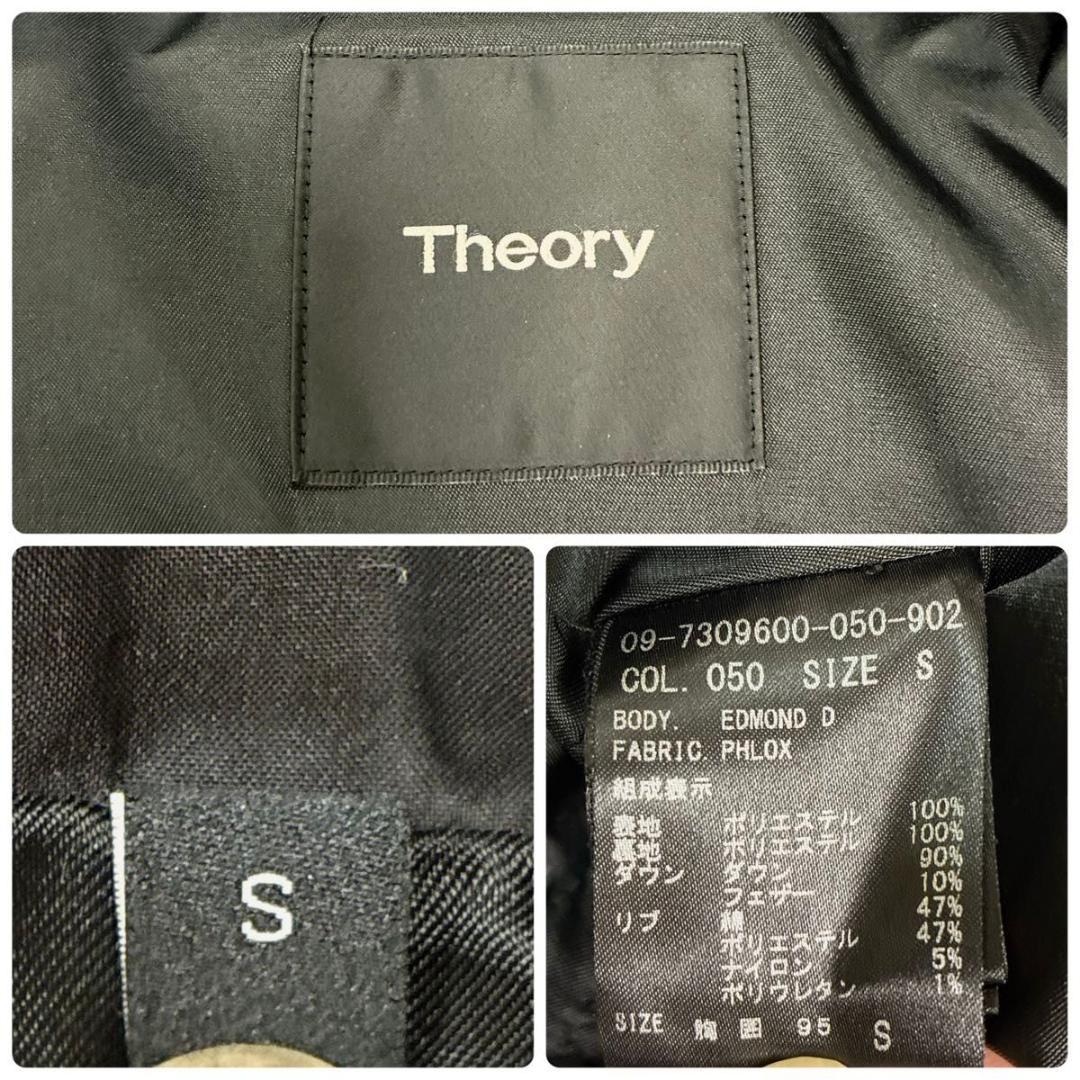 Theory
S
09-7309600-050-902
COL. 050 SIZE S
BODY. EDMOND D
FABRIC PHLOX
組成表示
表地 ポリエステル 100%
裏地 ポリエステル 100%
ダウン ダウン 90%
フェザー 10%
リブ 綿 47%
ポリエステル 47%
ナイロン 5%
ポリウレタン 1%
SIZE 胸囲 95 S